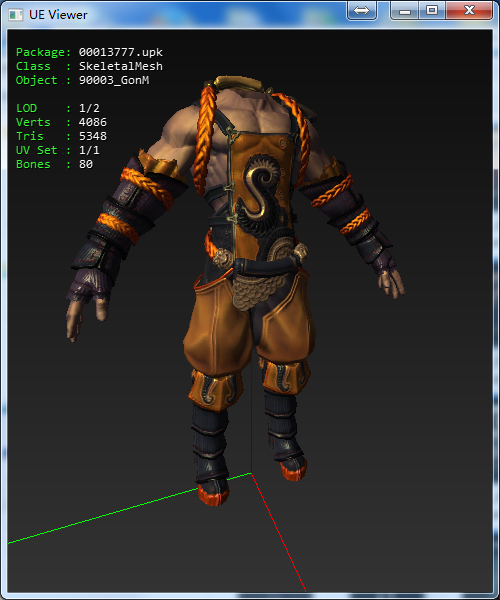 UE Viewer
Package: 00013777.upk
Class : SkeletalMesh
Object : 90003_GonM
LOD : 1/2
Verts : 4086
Tris : 5348
UV Set : 1/1
Bones : 80